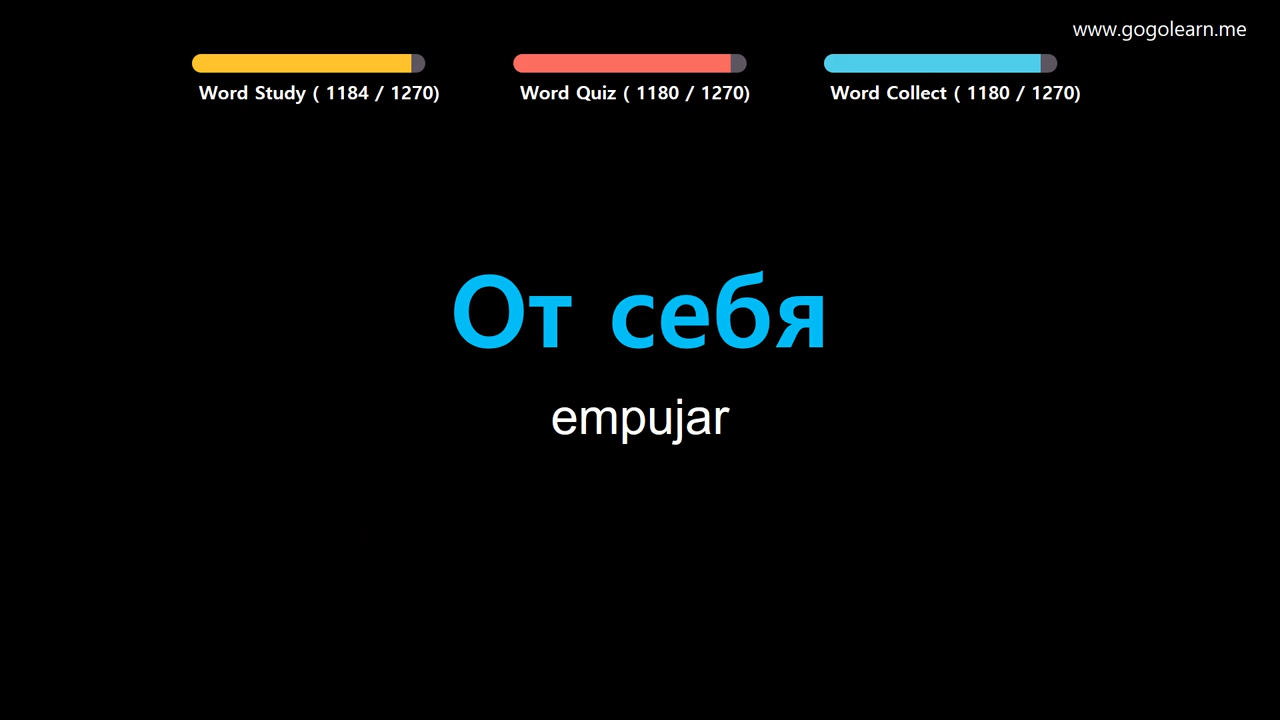 www.gogolearn.me
Word Study ( 1184 / 1270)
Word Quiz ( 1180 / 1270)
Word Collect ( 1180 / 1270)
От себя
empujar